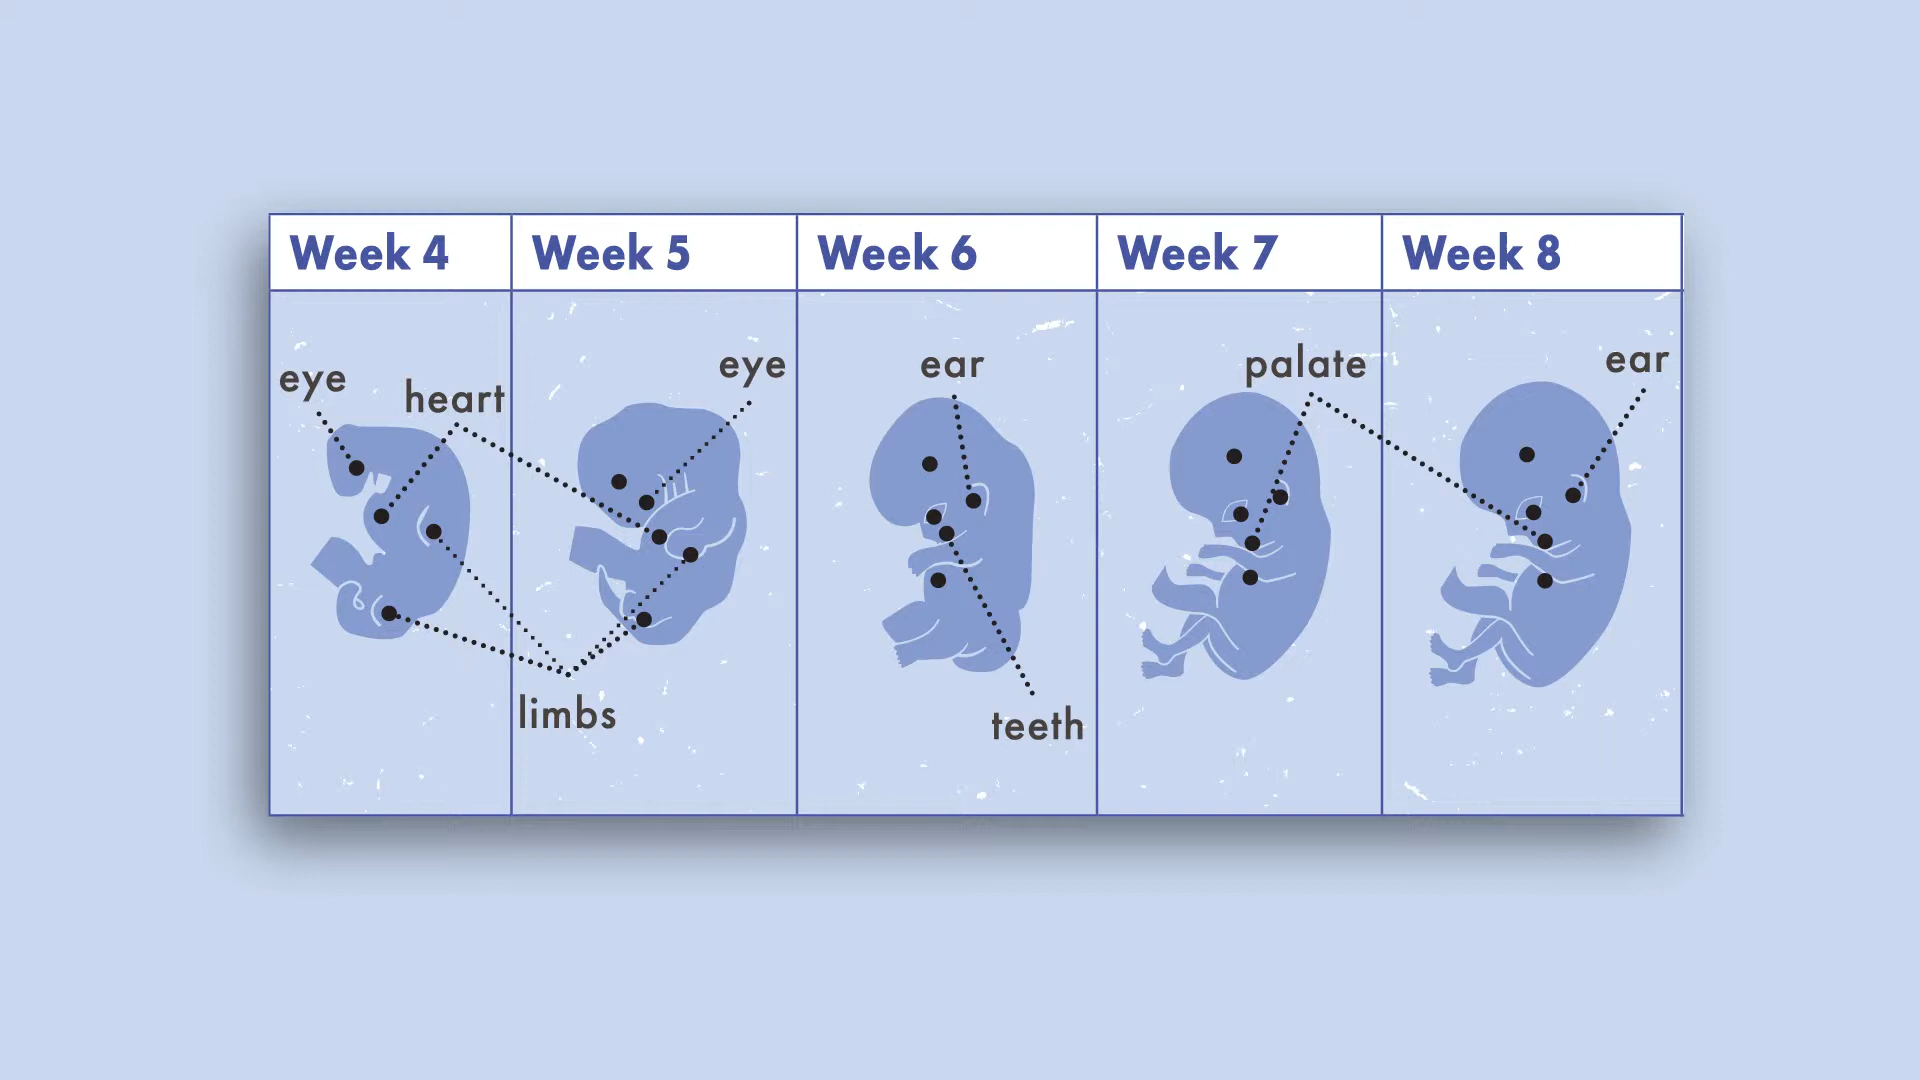 Week 4
Week 5
Week 6
Week 7
Week 8
eye
heart
eye
ear
palate
ear
limbs
teeth